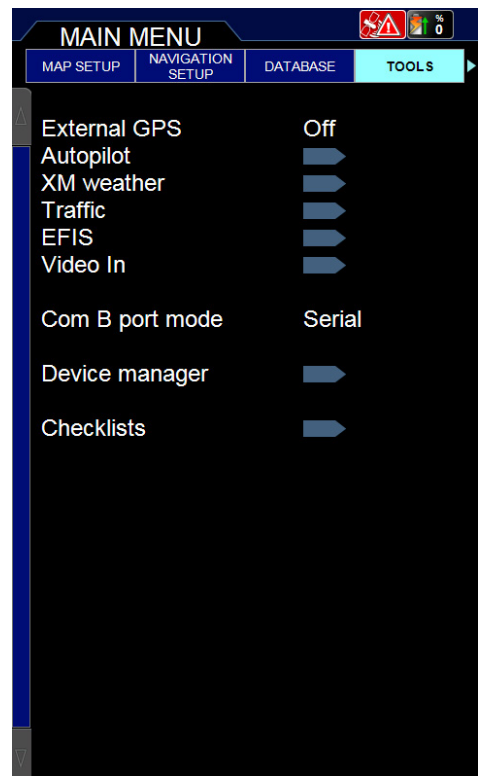 MAIN MENU
%
0
MAP SETUP
NAVIGATION
SETUP
DATABASE
TOOLS
External GPS Off
Autopilot
XM weather
Traffic
EFIS
Video In
Com B port mode Serial
Device manager
Checklists